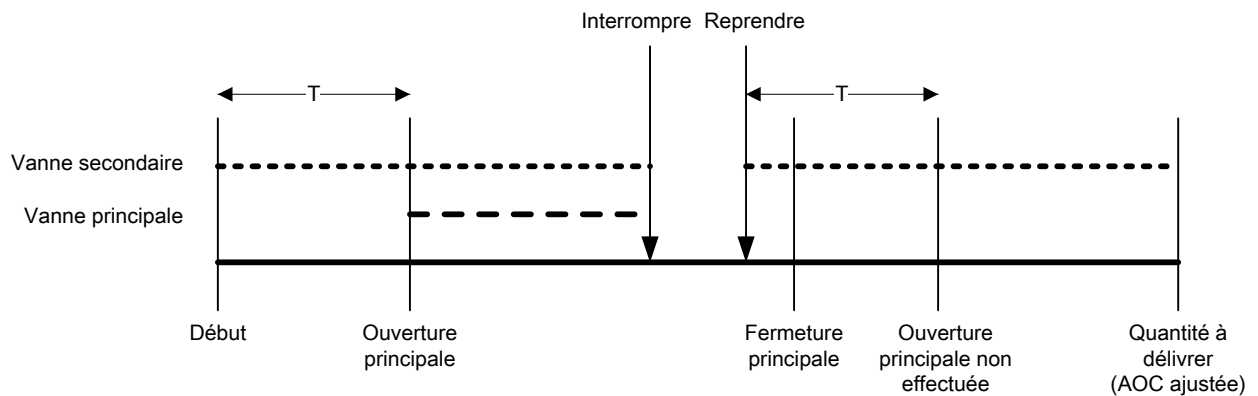 Interrompre
Reprendre
T
T
Vanne secondaire
Vanne principale
Début
Ouverture
principale
Fermeture
principale
Ouverture
principale non
effectuée
Quantité à
délivrer
(AOC ajustée)